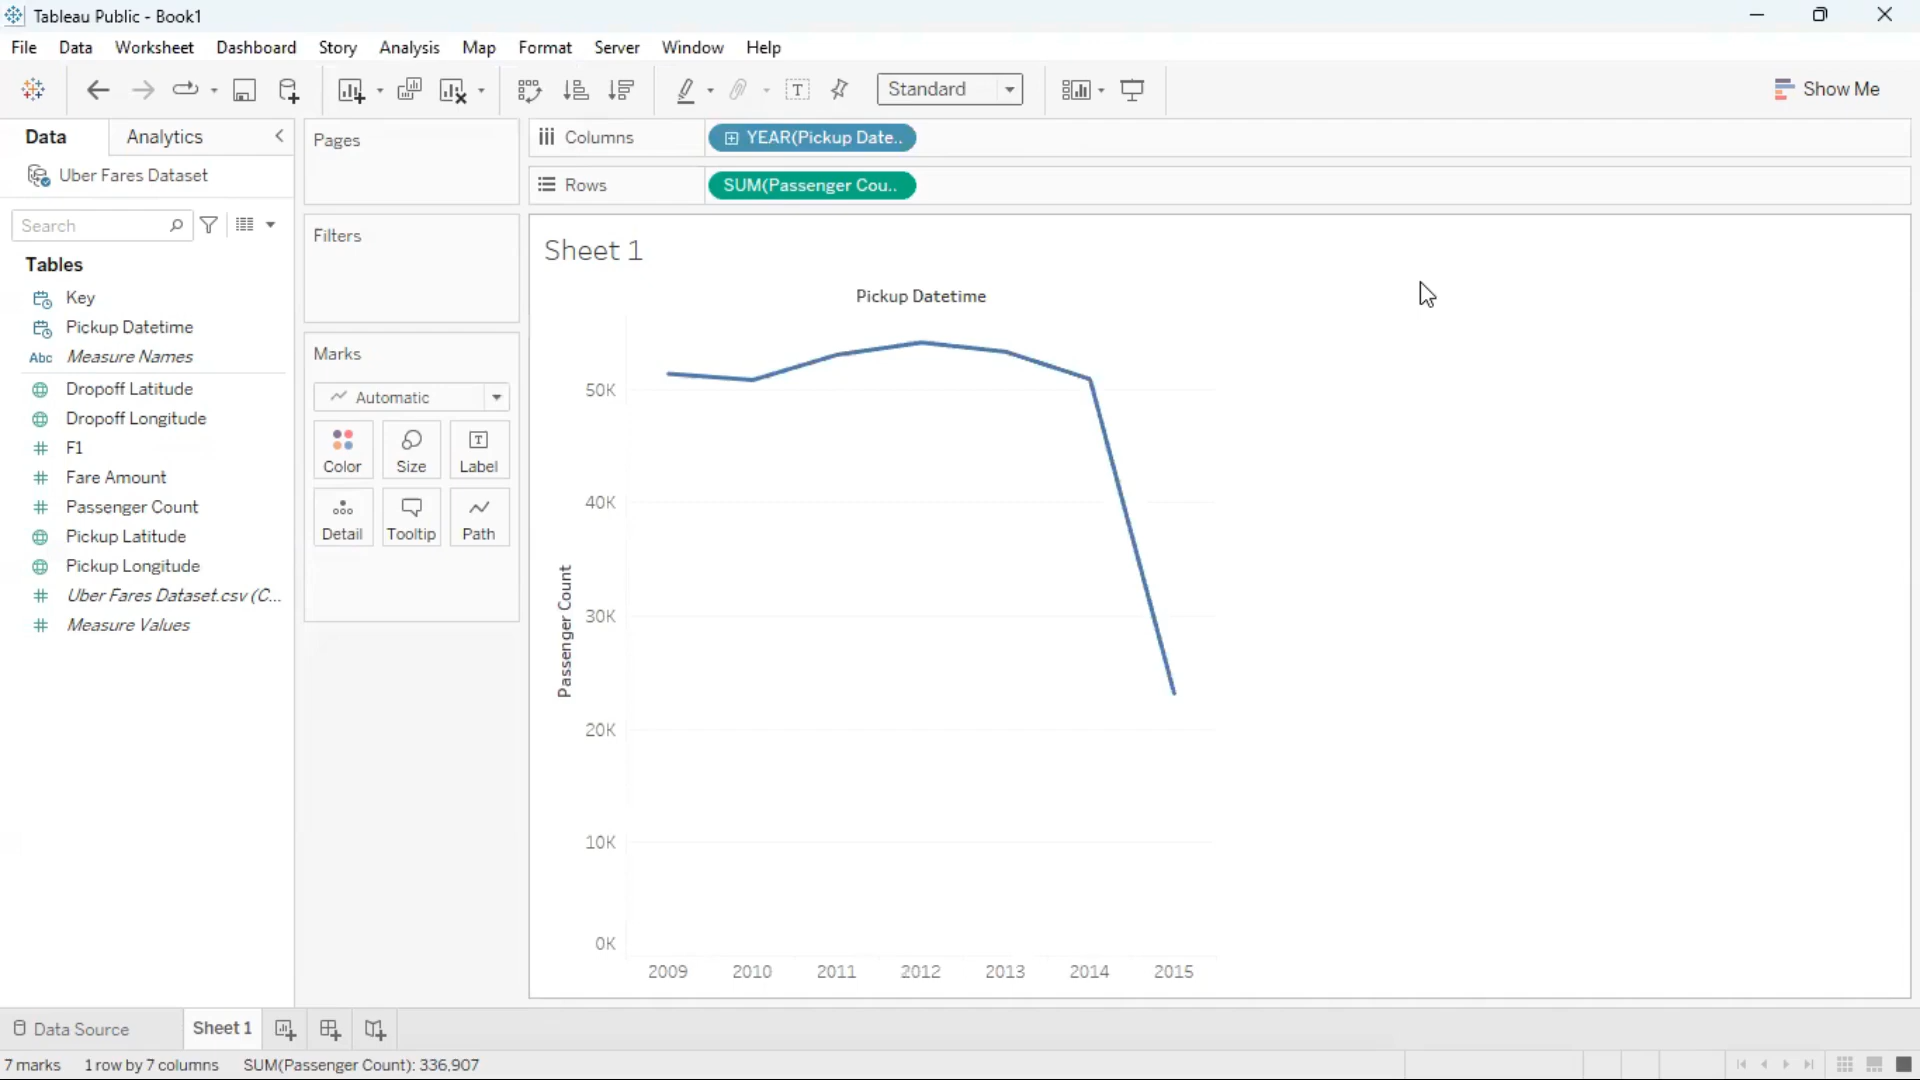 Tableau Public - Book1
File Data Worksheet Dashboard Story Analysis Map Format Server Window Help
Standard
Show Me
Data Analytics
Uber Fares Dataset
Search
Tables
Key
Pickup Datetime
Abc Measure Names
Dropoff Latitude
Dropoff Longitude
# F1
# Fare Amount
# Passenger Count
Pickup Latitude
Pickup Longitude
# Uber Fares Dataset.csv (C...
# Measure Values
Pages
Filters
Marks
Automatic
Color Size Label
Detail Tooltip Path
Columns YEAR(Pickup Date..
Rows SUM(Passenger Cou..
Sheet 1
Pickup Datetime
Passenger Count
50K
40K
30K
20K
10K
0K
2009 2010 2011 2012 2013 2014 2015
Data Source Sheet 1
7 marks 1 row by 7 columns SUM(Passenger Count): 336,907